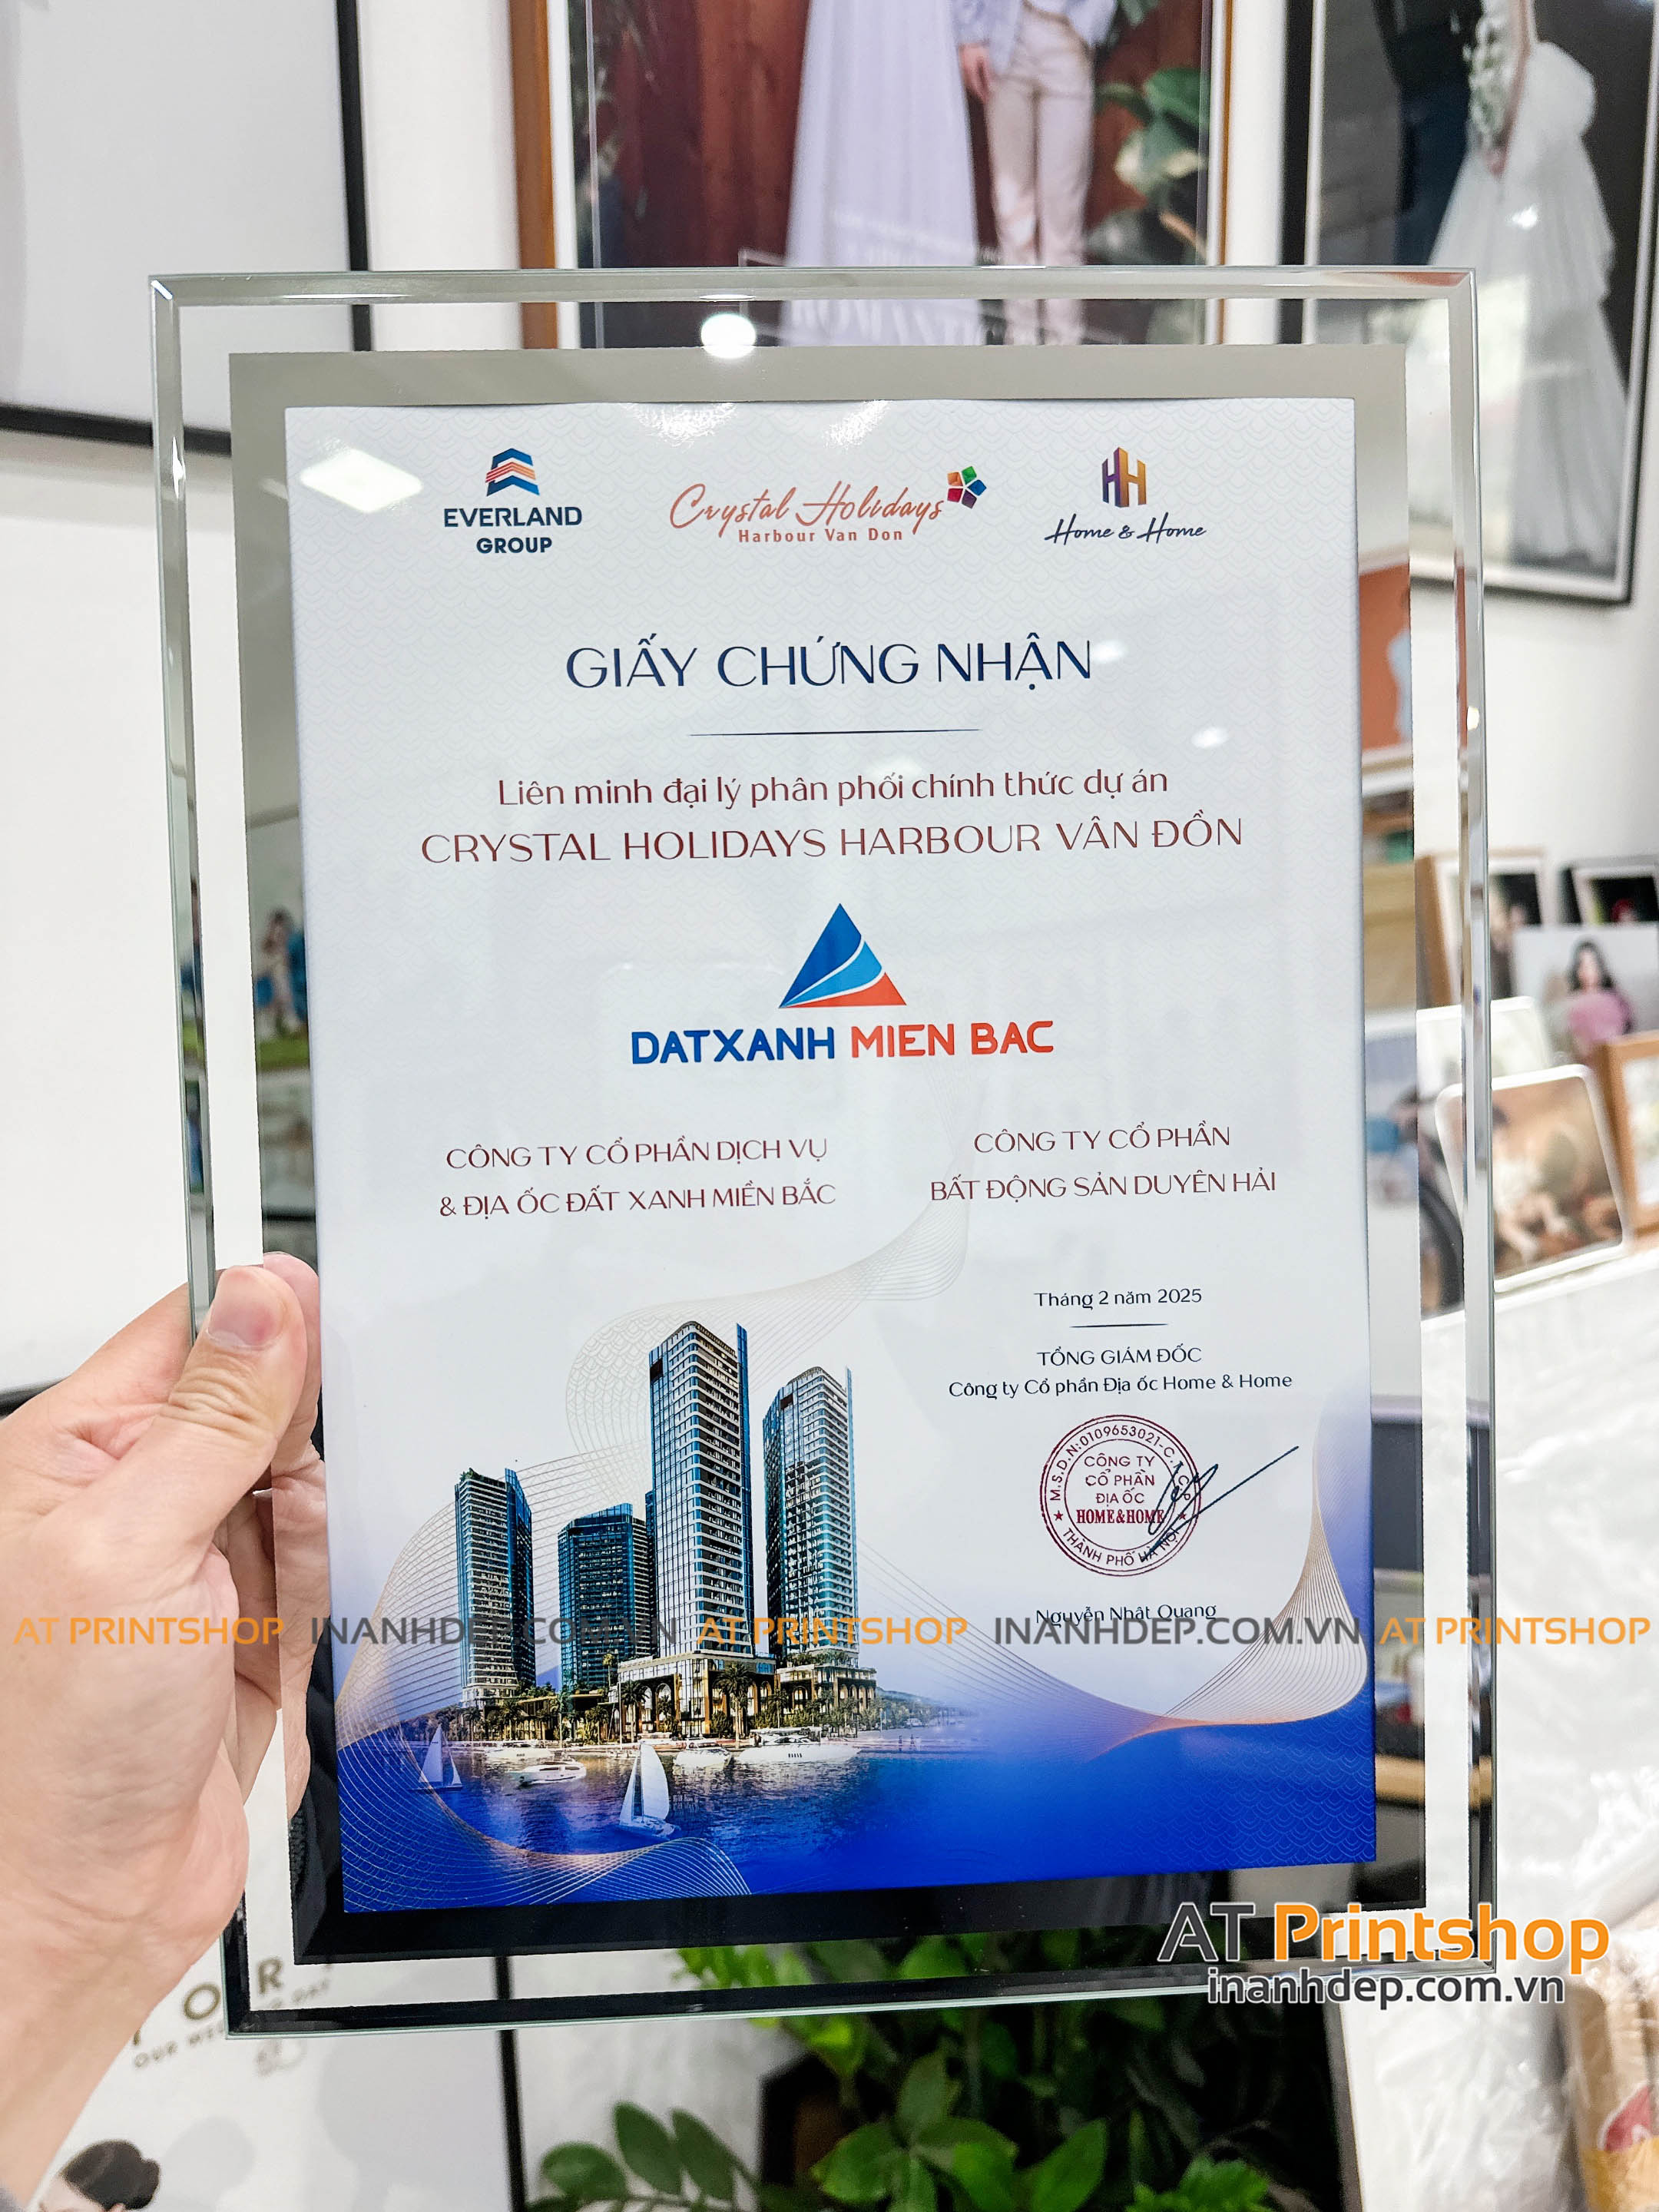 EVERLAND
GROUP
Crystal Holidays
Harbour Van Don
HH
Home & Home
GIẤY CHỨNG NHẬN
Liên minh đại lý phân phối chính thức dự án
CRYSTAL HOLIDAYS HARBOUR VÂN ĐỒN
DATXANH MIEN BAC
CÔNG TY CỔ PHẦN DỊCH VỤ
& ĐỊA ỐC ĐẤT XANH MIỀN BẮC
CÔNG TY CỔ PHẦN
BẤT ĐỘNG SẢN DUYÊN HẢI
Tháng 2 năm 2025
TỔNG GIÁM ĐỐC
Công ty Cổ phần Địa ốc Home & Home
M.S.D.N:0109653021-C.T.C.P
CÔNG TY
CỔ PHẦN
ĐỊA ỐC
HOME&HOME
THÀNH PHỐ HÀ NỘI
Nguyễn Nhật Quang
AT PRINTSHOP INANHDEP.COM.VN AT PRINTSHOP INANHDEP.COM.VN AT PRINTSHOP
AT Printshop
inanhdep.com.vn